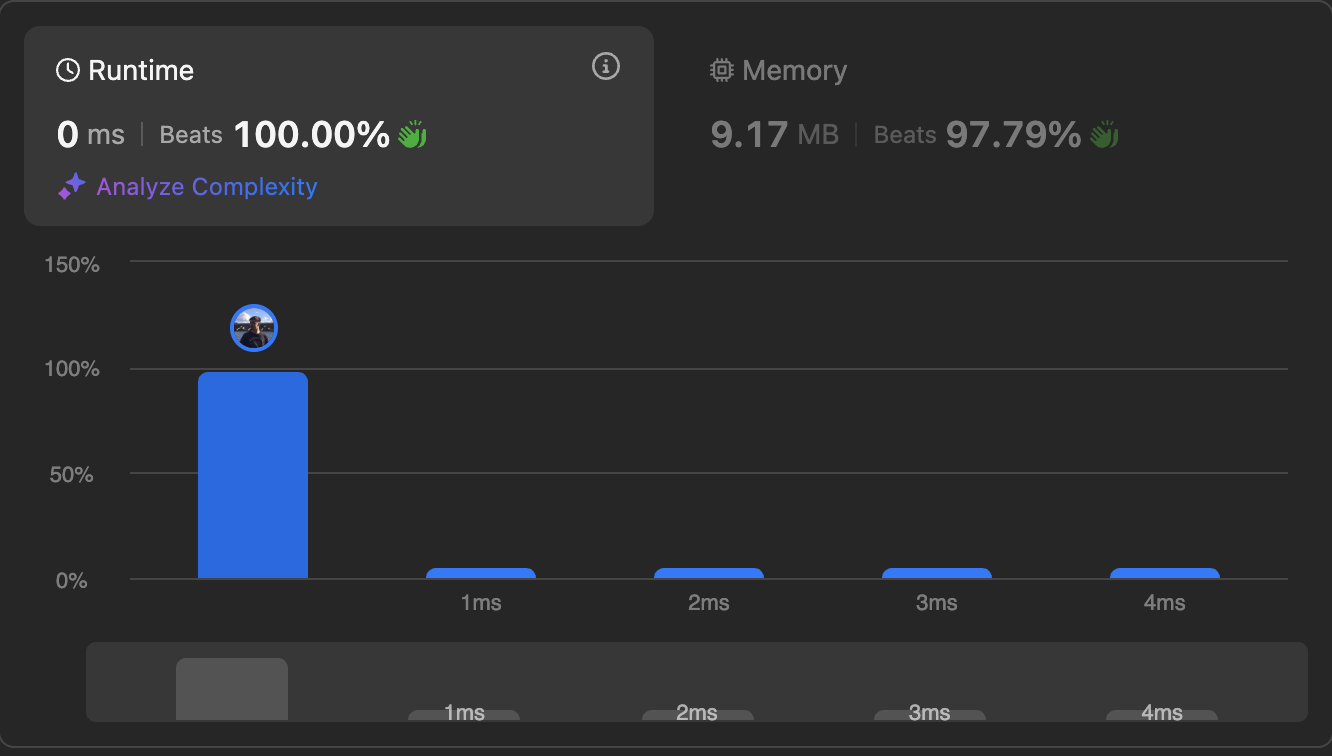 Runtime
0 ms | Beats 100.00%
Analyze Complexity
Memory
9.17 MB | Beats 97.79%
150%
100%
50%
0%
1ms 2ms 3ms 4ms
1ms 2ms 3ms 4ms